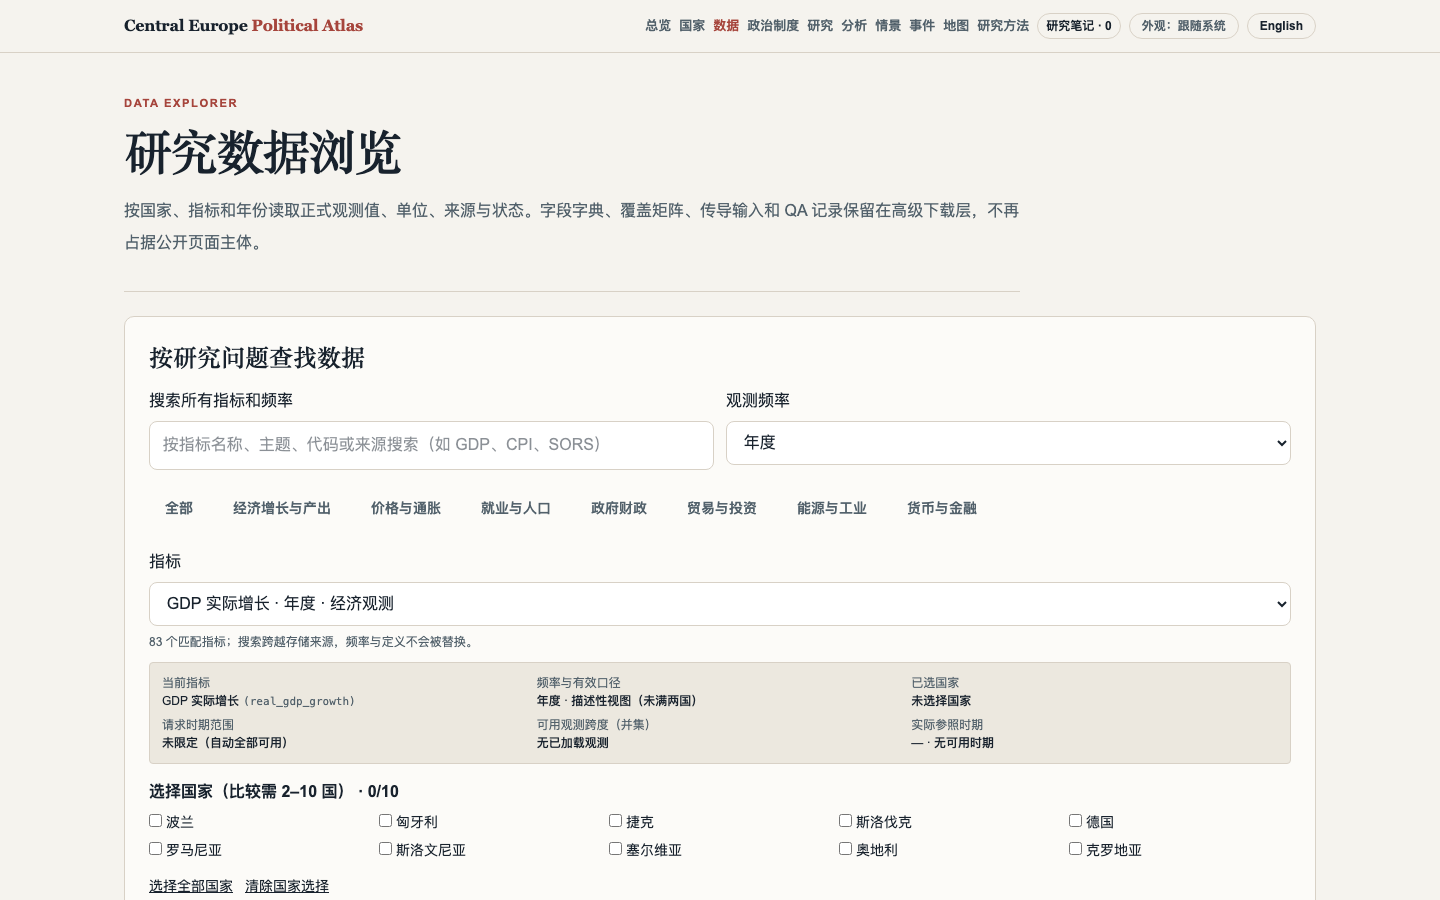 Central Europe Political Atlas
总览 国家 数据 政治制度 研究 分析 情景 事件 地图 研究方法 研究笔记 · 0 外观：跟随系统 English
DATA EXPLORER
研究数据浏览
按国家、指标和年份读取正式观测值、单位、来源与状态。字段字典、覆盖矩阵、传导输入和 QA 记录保留在高级下载层，不再
占据公开页面主体。
按研究问题查找数据
搜索所有指标和频率 观测频率
按指标名称、主题、代码或来源搜索（如 GDP、CPI、SORS） 年度
全部 经济增长与产出 价格与通胀 就业与人口 政府财政 贸易与投资 能源与工业 货币与金融
指标
GDP 实际增长 · 年度 · 经济观测
83 个匹配指标；搜索跨越存储来源，频率与定义不会被替换。
当前指标 频率与有效口径 已选国家
GDP 实际增长 (real_gdp_growth) 年度 · 描述性视图（未满两国） 未选择国家
请求时期范围 可用观测跨度（并集） 实际参照时期
未限定（自动全部可用） 无已加载观测 — · 无可用时期
选择国家（比较需 2–10 国） · 0/10
波兰 匈牙利 捷克 斯洛伐克 德国
罗马尼亚 斯洛文尼亚 塞尔维亚 奥地利 克罗地亚
选择全部国家 清除国家选择